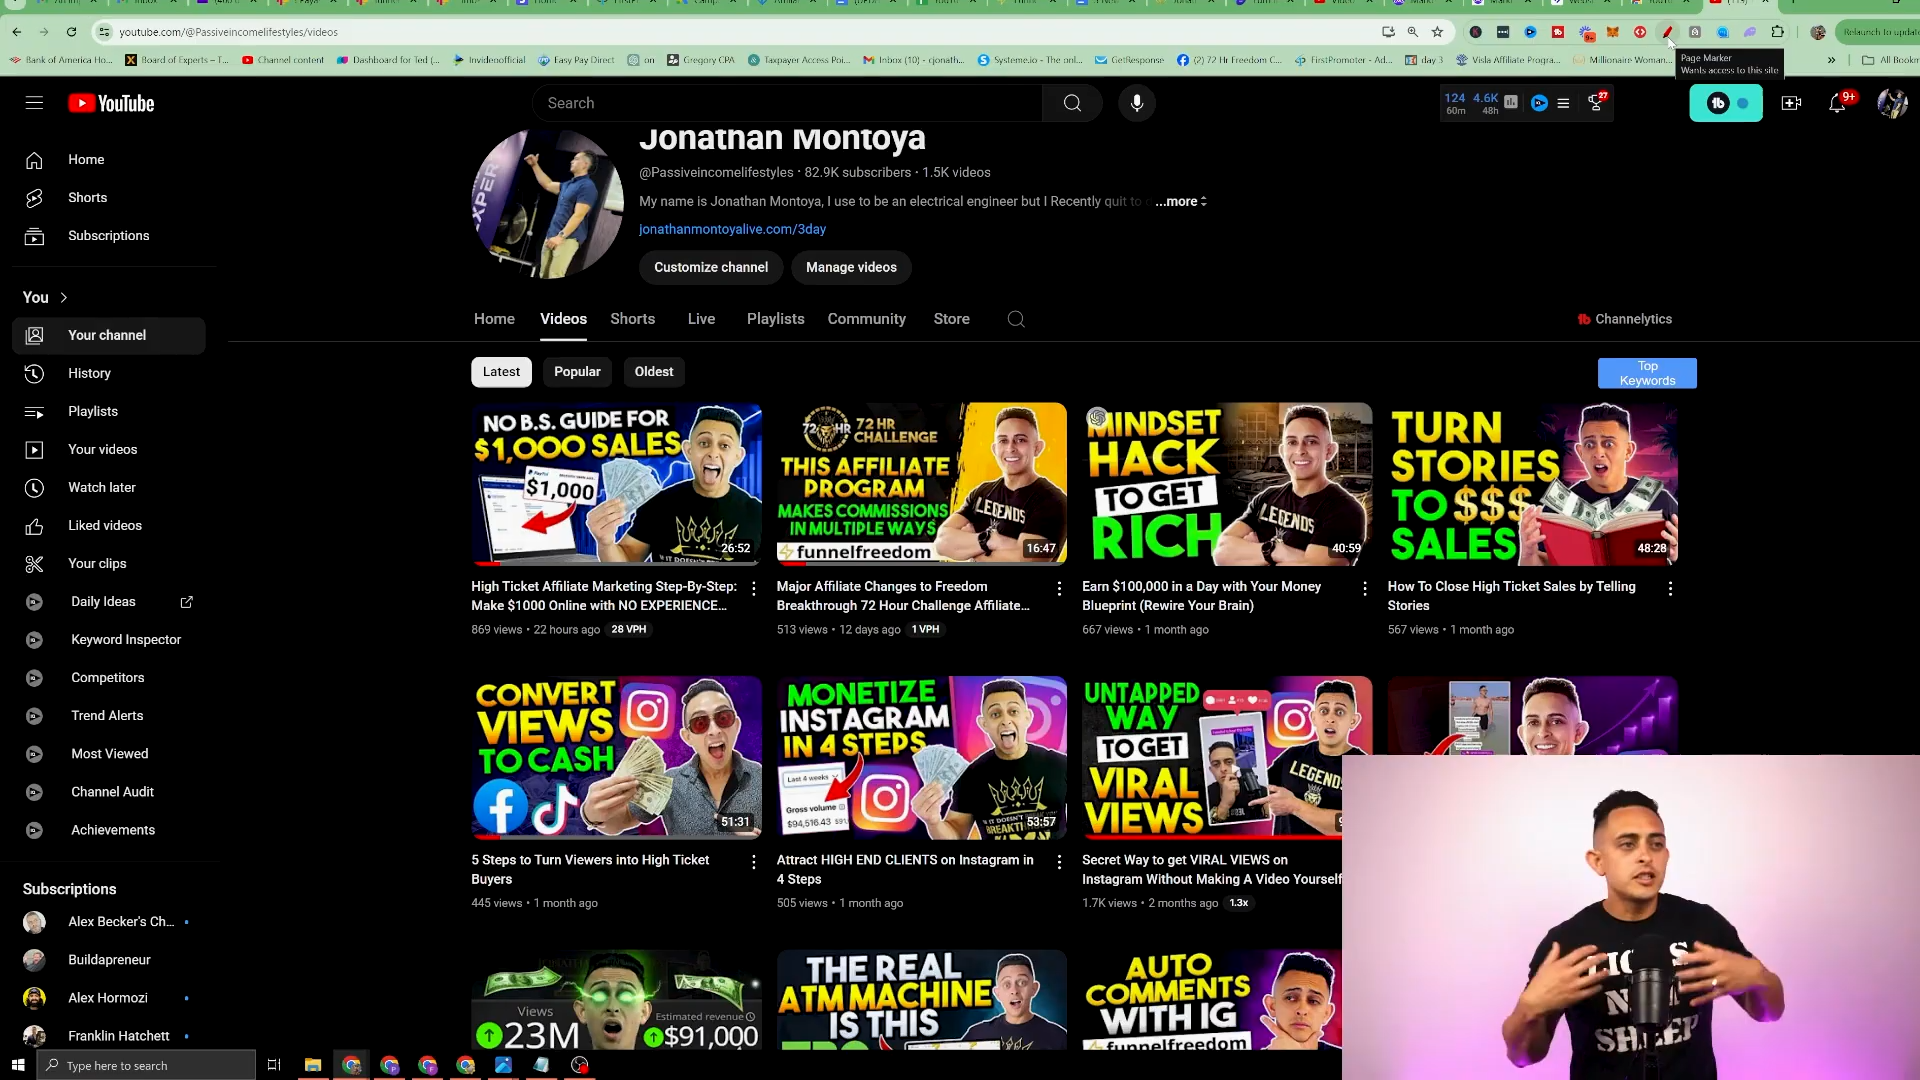 youtube.com/@Passiveincomelifestyles/videos
Relaunch to update
Bank of America Ho...
Board of Experts – T...
Channel content
Dashboard for Ted (...
Invideoofficial
Easy Pay Direct
on
Gregory CPA
Taxpayer Access Poi...
Inbox (10) - cjonath...
Systeme.io - The onl...
GetResponse
(2) 72 Hr Freedom C...
FirstPromoter - Ad...
day 3
Visla Affiliate Progra...
Millionaire Woman...
Page Marker
Wants access to this site
»
All Bookm
YouTube
Search
124
60m
4.6K
48h
27
9+
Home
Shorts
Subscriptions
You
Your channel
History
Playlists
Your videos
Watch later
Liked videos
Your clips
Daily Ideas
Keyword Inspector
Competitors
Trend Alerts
Most Viewed
Channel Audit
Achievements
Subscriptions
Alex Becker's Ch...
Buildapreneur
Alex Hormozi
Franklin Hatchett
Jonathan Montoya
@Passiveincomelifestyles · 82.9K subscribers · 1.5K videos
My name is Jonathan Montoya, I use to be an electrical engineer but I Recently quit to
...more
jonathanmontoyalive.com/3day
Customize channel
Manage videos
Home
Videos
Shorts
Live
Playlists
Community
Store
Channelytics
Latest
Popular
Oldest
Top
Keywords
NO B.S. GUIDE FOR
$1,000 SALES
$1,000
26:52
High Ticket Affiliate Marketing Step-By-Step:
Make $1000 Online with NO EXPERIENCE...
869 views · 22 hours ago
28 VPH
72 HR
72 HR
CHALLENGE
THIS AFFILIATE
PROGRAM
MAKES COMMISSIONS
IN MULTIPLE WAYS
funnelfreedom
LEGENDS
16:47
Major Affiliate Changes to Freedom
Breakthrough 72 Hour Challenge Affiliate...
513 views · 12 days ago
1 VPH
MINDSET
HACK
TO GET
RICH
LEGENDS
40:59
Earn $100,000 in a Day with Your Money
Blueprint (Rewire Your Brain)
667 views · 1 month ago
TURN
STORIES
TO $$$
SALES
48:28
How To Close High Ticket Sales by Telling
Stories
567 views · 1 month ago
CONVERT
VIEWS
TO CASH
51:31
5 Steps to Turn Viewers into High Ticket
Buyers
445 views · 1 month ago
MONETIZE
INSTAGRAM
IN 4 STEPS
Last 4 weeks
Gross volume
$94,516.43
53:57
Attract HIGH END CLIENTS on Instagram in
4 Steps
505 views · 1 month ago
UNTAPPED
WAY
TO GET
VIRAL
VIEWS
LEGENDS
Secret Way to get VIRAL VIEWS on
Instagram Without Making A Video Yourself
1.7K views · 2 months ago
1.3x
Views
23M
Estimated revenue
$91,000
THE REAL
ATM MACHINE
IS THIS
AUTO
COMMENTS
WITH IG
funnelfreedom
SHEEP
Type here to search